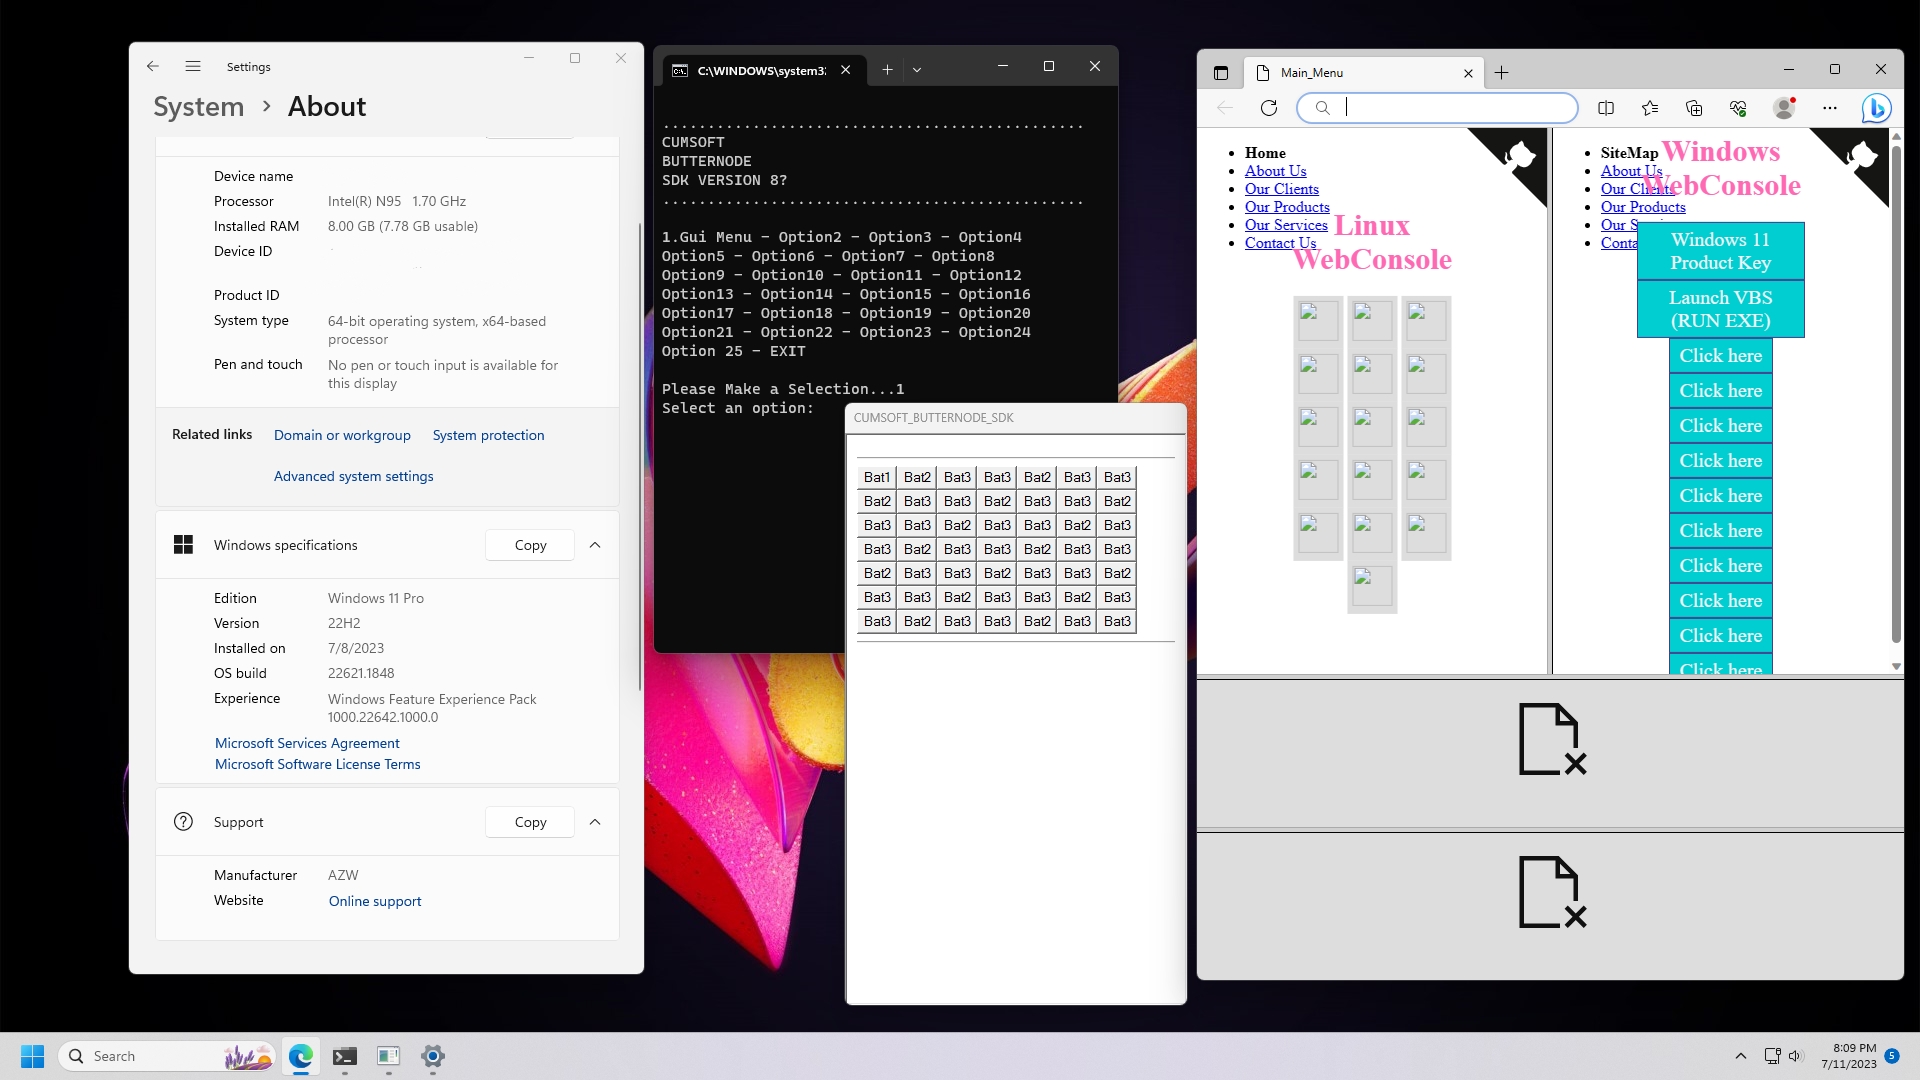 Settings
System > About
Device name
Processor Intel(R) N95 1.70 GHz
Installed RAM 8.00 GB (7.78 GB usable)
Device ID
Product ID
System type 64-bit operating system, x64-based
processor
Pen and touch No pen or touch input is available for
this display
Related links Domain or workgroup System protection
Advanced system settings
Windows specifications Copy
Edition Windows 11 Pro
Version 22H2
Installed on 7/8/2023
OS build 22621.1848
Experience Windows Feature Experience Pack
1000.22642.1000.0
Microsoft Services Agreement
Microsoft Software License Terms
Support Copy
Manufacturer AZW
Website Online support
C:\WINDOWS\system32
...............................................
CUMSOFT
BUTTERNODE
SDK VERSION 8?
...............................................
1.Gui Menu - Option2 - Option3 - Option4
Option5 - Option6 - Option7 - Option8
Option9 - Option10 - Option11 - Option12
Option13 - Option14 - Option15 - Option16
Option17 - Option18 - Option19 - Option20
Option21 - Option22 - Option23 - Option24
Option 25 - EXIT
Please Make a Selection...1
Select an option:
CUMSOFT_BUTTERNODE_SDK
Bat1 Bat2 Bat3 Bat3 Bat2 Bat3 Bat3
Bat2 Bat3 Bat3 Bat2 Bat3 Bat3 Bat2
Bat3 Bat3 Bat2 Bat3 Bat3 Bat2 Bat3
Bat3 Bat2 Bat3 Bat3 Bat2 Bat3 Bat3
Bat2 Bat3 Bat3 Bat2 Bat3 Bat3 Bat2
Bat3 Bat3 Bat2 Bat3 Bat3 Bat2 Bat3
Bat3 Bat2 Bat3 Bat3 Bat2 Bat3 Bat3
Main_Menu
Home
About Us
Our Clients
Our Products
Our Services
Contact Us
Linux
WebConsole
SiteMap
About Us
Our Clients
Our Products
Our S
Conta
Windows
WebConsole
Windows 11
Product Key
Launch VBS
(RUN EXE)
Click here
Click here
Click here
Click here
Click here
Click here
Click here
Click here
Click here
Click here
Search
8:09 PM
7/11/2023
5